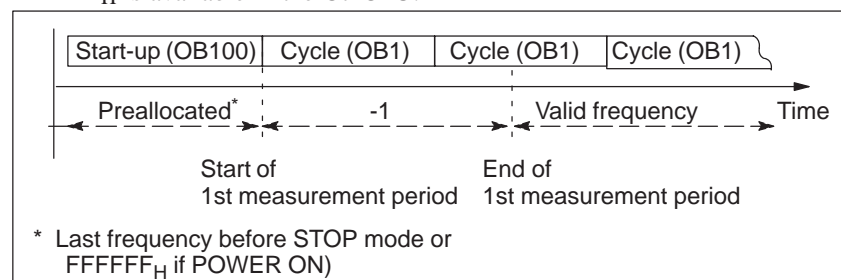 Start-up (OB100) Cycle (OB1) Cycle (OB1) Cycle (OB1)
Preallocated* -1 Valid frequency Time
Start of End of
1st measurement period 1st measurement period
* Last frequency before STOP mode or
FFFFFFH if POWER ON)